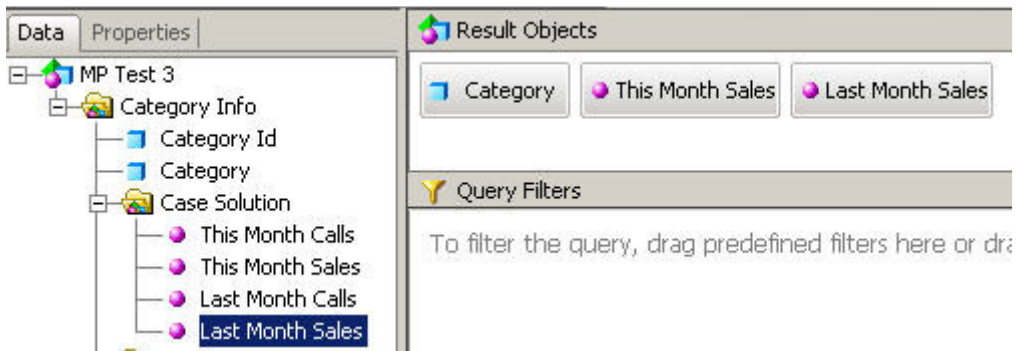 Data Properties
MP Test 3
Category Info
Category Id
Category
Case Solution
This Month Calls
This Month Sales
Last Month Calls
Last Month Sales
Result Objects
Category This Month Sales Last Month Sales
Query Filters
To filter the query, drag predefined filters here or dra